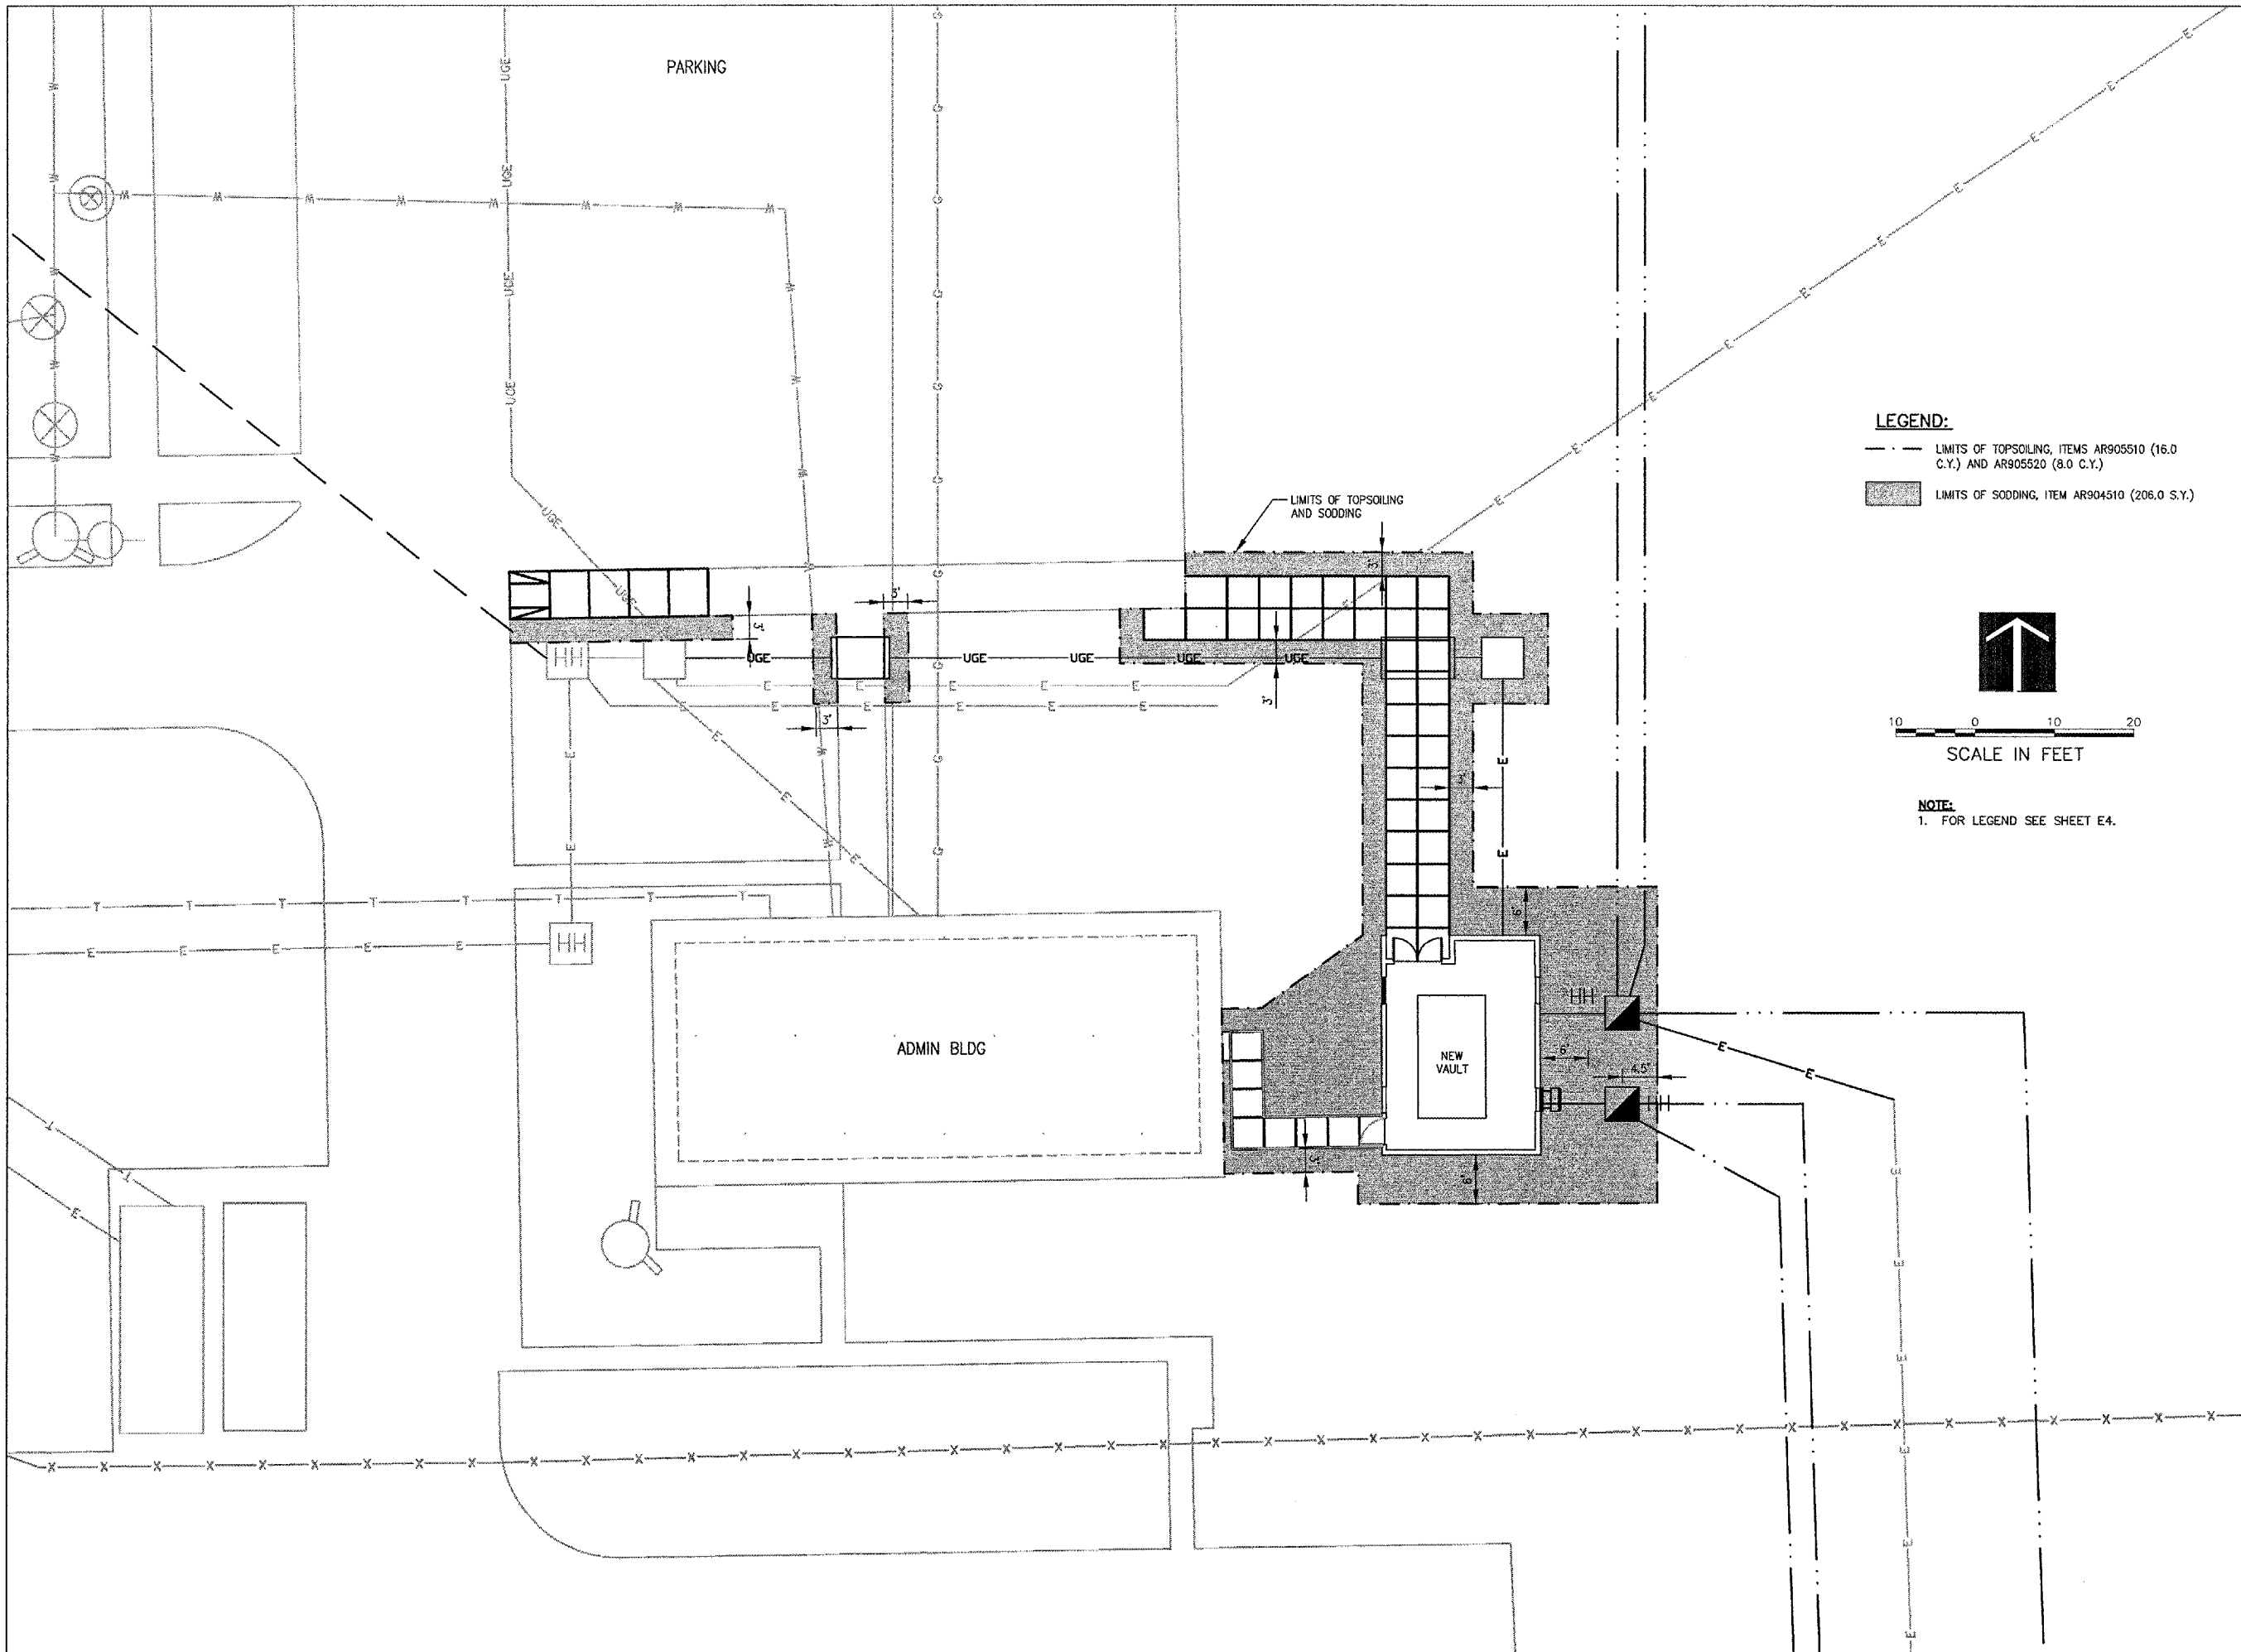 PARKING
LEGEND:
LIMITS OF TOPSOILING, ITEMS AR905510 (16.0
C.Y.) AND AR905520 (8.0 C.Y.)
LIMITS OF SODDING, ITEM AR904510 (206.0 S.Y.)
LIMITS OF TOPSOILING
AND SODDING
3'
3'
3'
3'
3'
3'
HH
UGE UGE UGE UGE UGE
10 0 10 20
SCALE IN FEET
NOTE:
1. FOR LEGEND SEE SHEET E4.
6'
HH
HH
ADMIN BLDG
NEW
VAULT
6'
4.5'
3'
6'